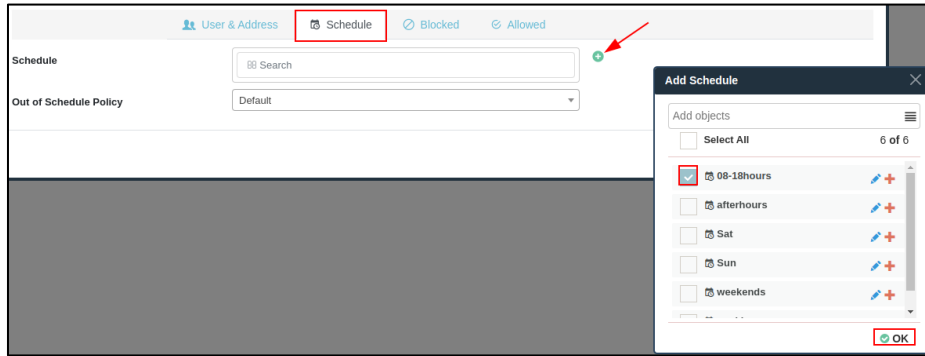 User & Address Schedule Blocked Allowed
Schedule
Search
Out of Schedule Policy
Default
Add Schedule
Add objects
Select All 6 of 6
08-18hours
afterhours
Sat
Sun
weekends
OK